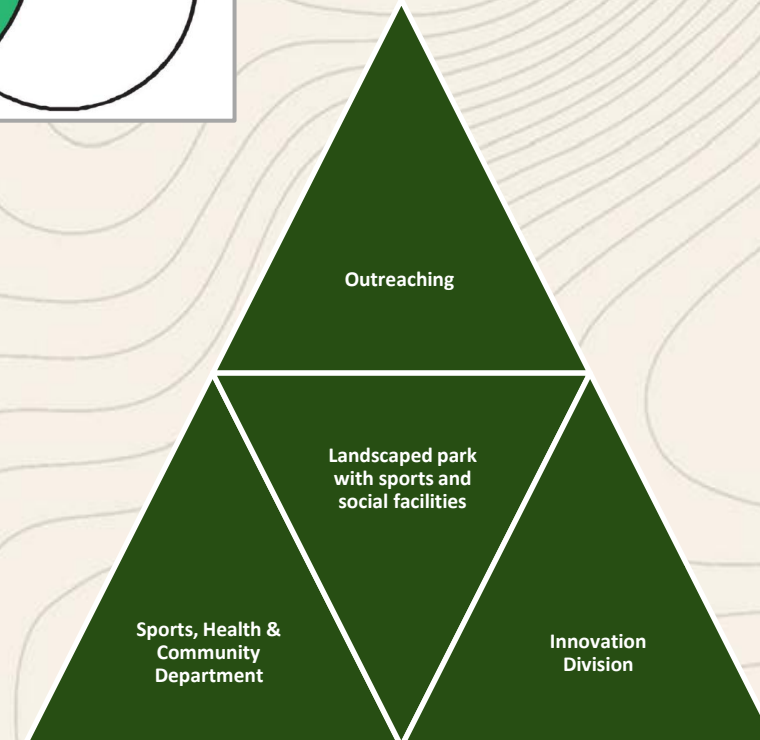 Outreaching
Landscaped park
with sports and
social facilities
Sports, Health &
Community
Department
Innovation
Division